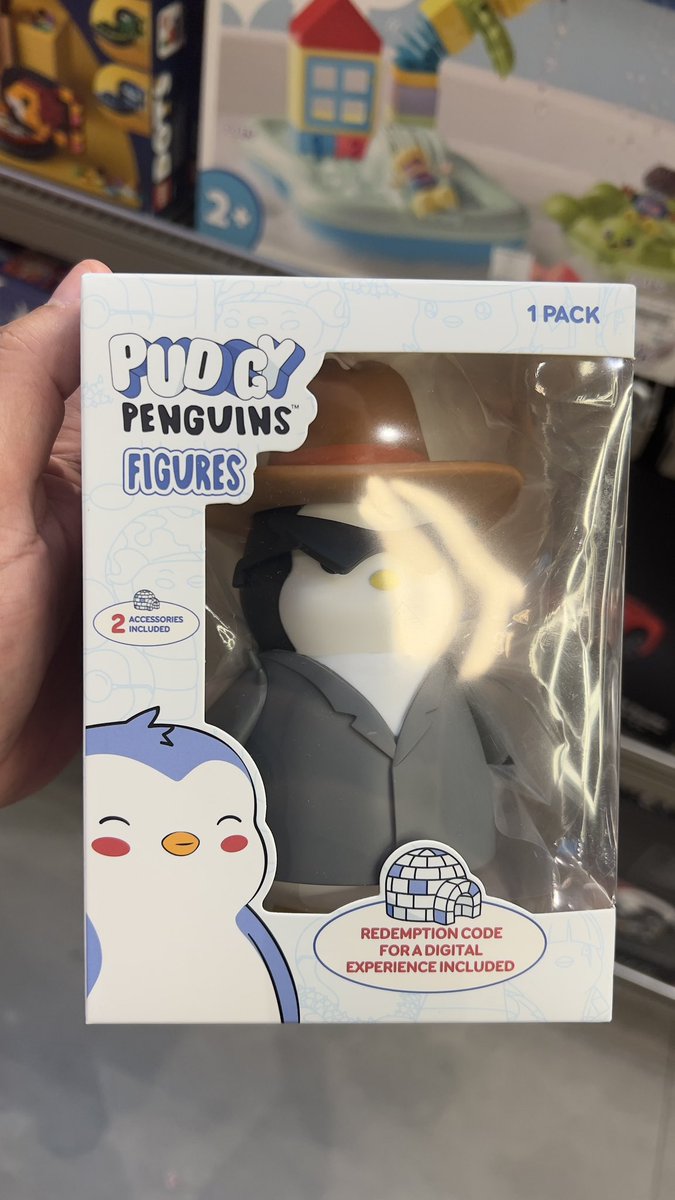 2+
1 PACK
PUDGY
PENGUINS™
FIGURES
2 ACCESSORIES
INCLUDED
REDEMPTION CODE
FOR A DIGITAL
EXPERIENCE INCLUDED